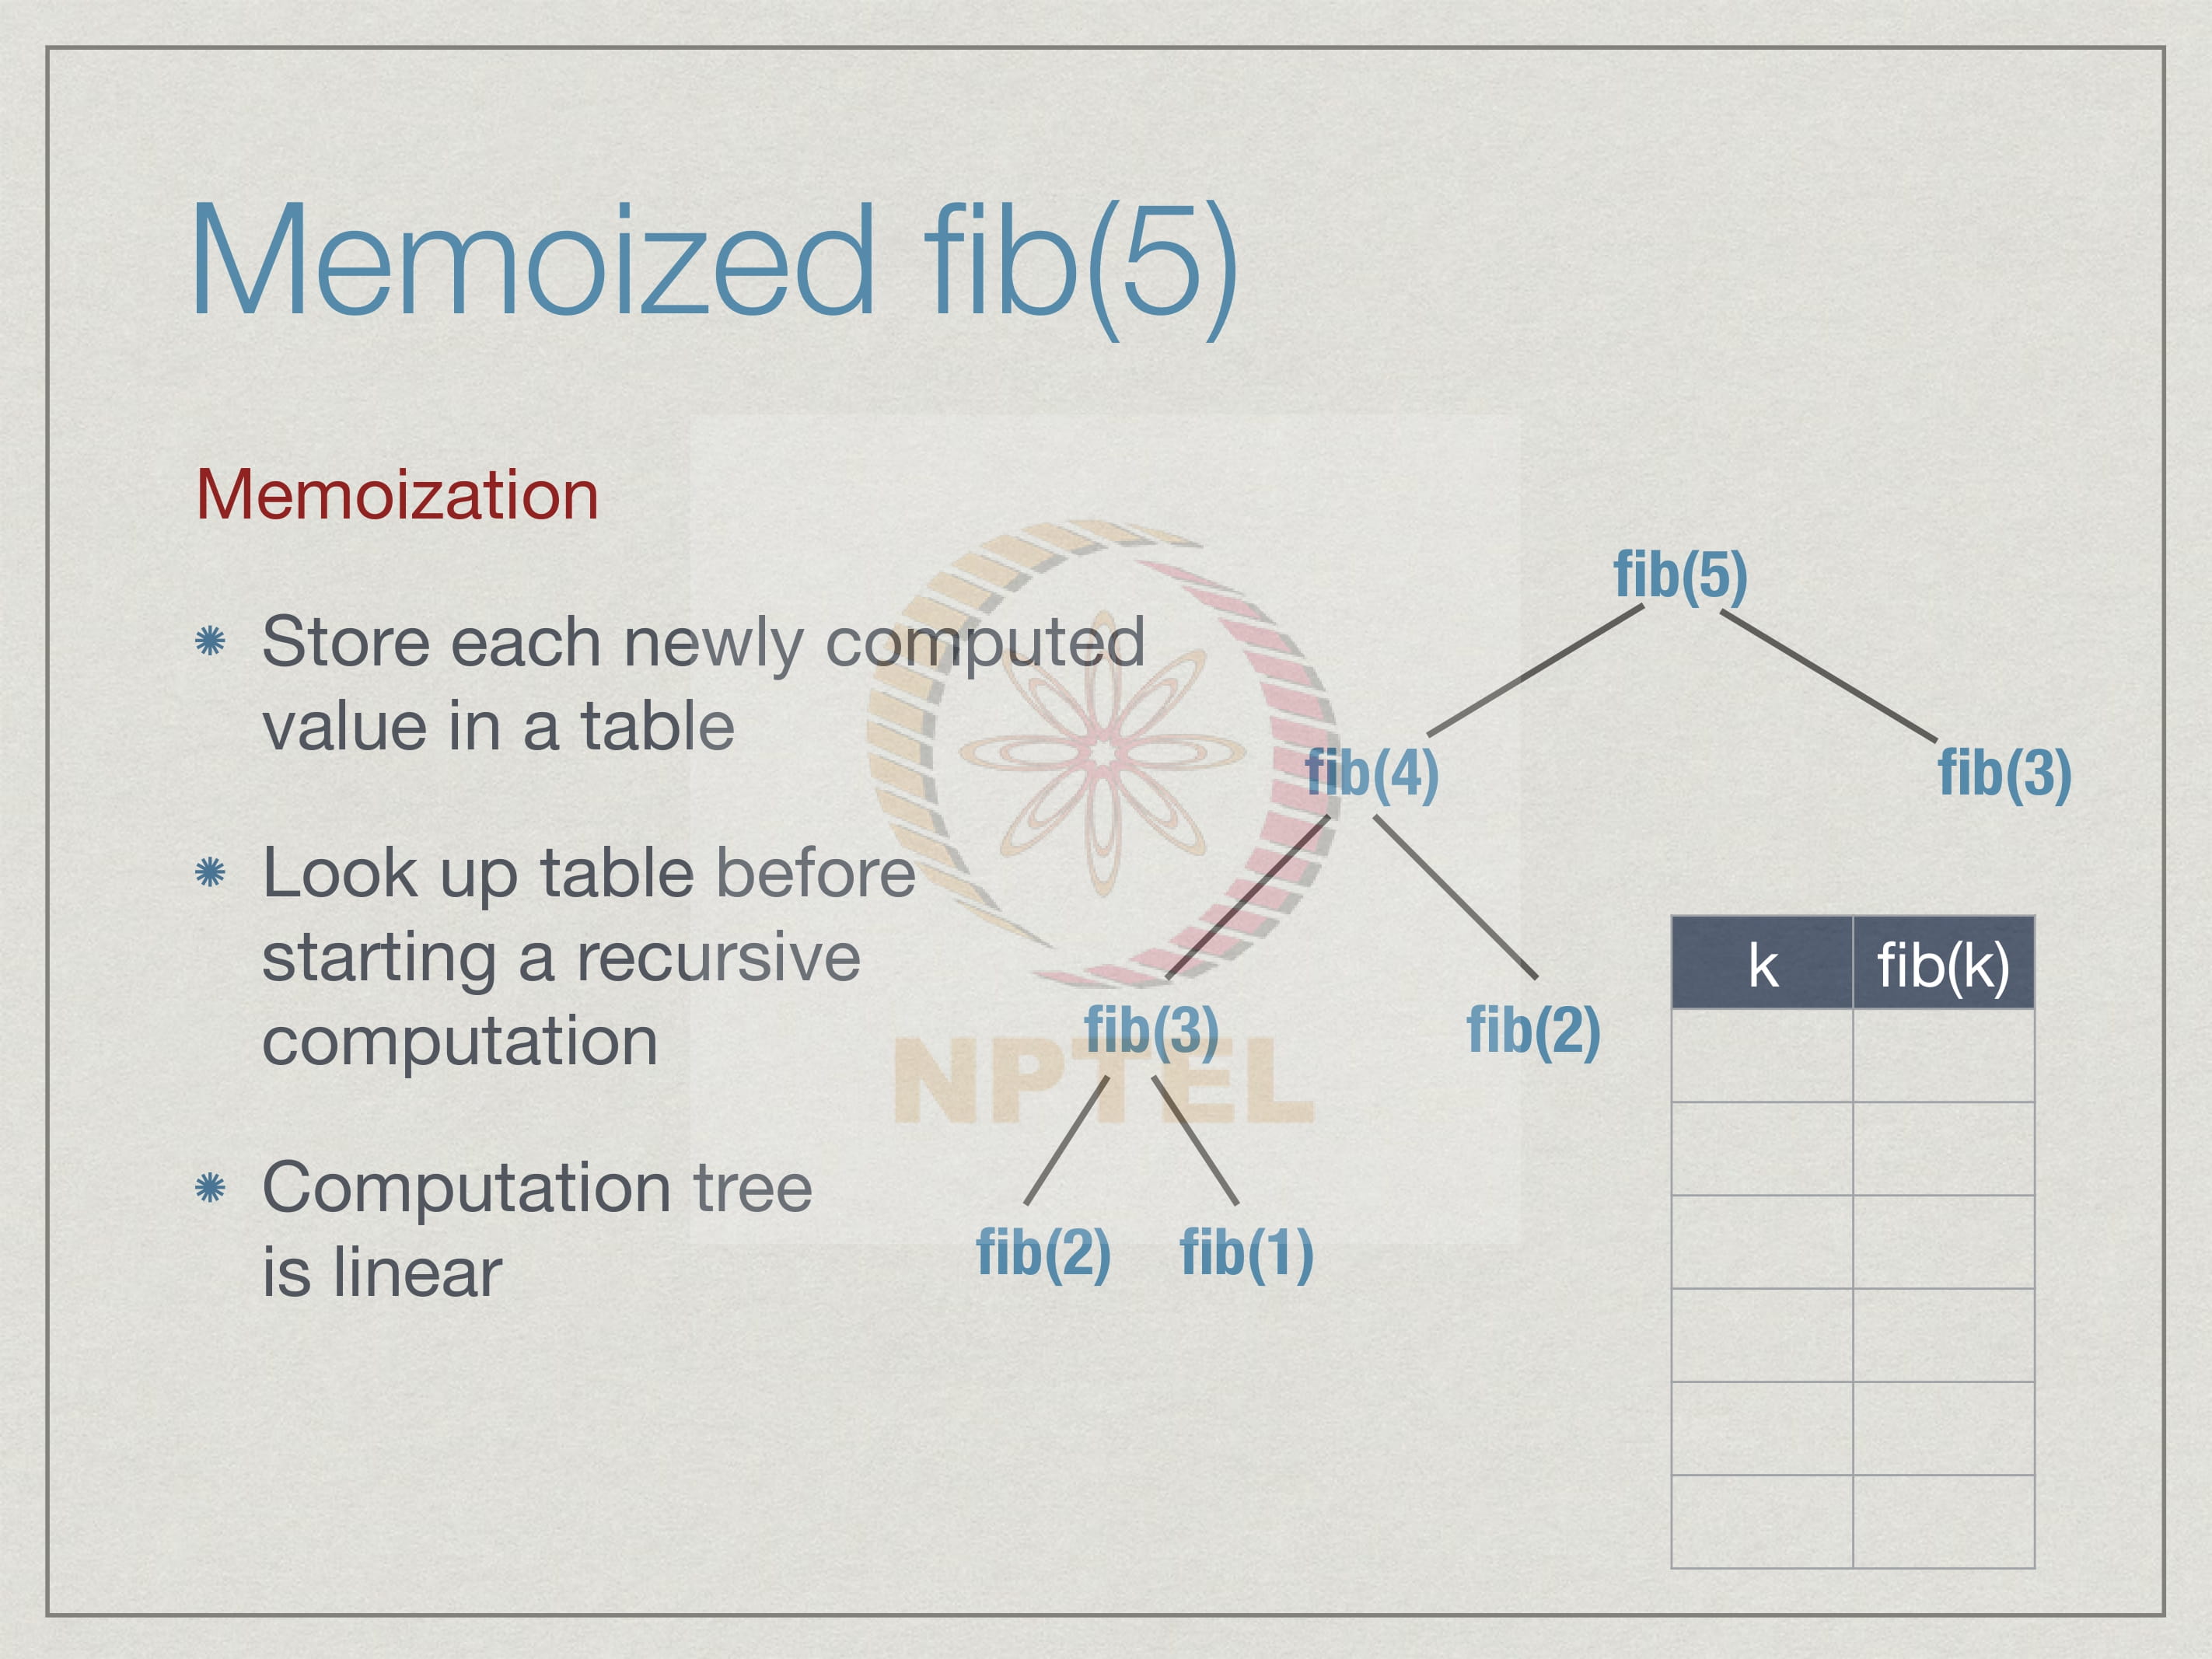 Memoized fib(5)
Memoization
Store each newly computed
value in a table
Look up table before
starting a recursive
computation
Computation tree
is linear
fib(5)
fib(4)
fib(3)
fib(3)
fib(2)
fib(2)
fib(1)
k fib(k)
NPTEL